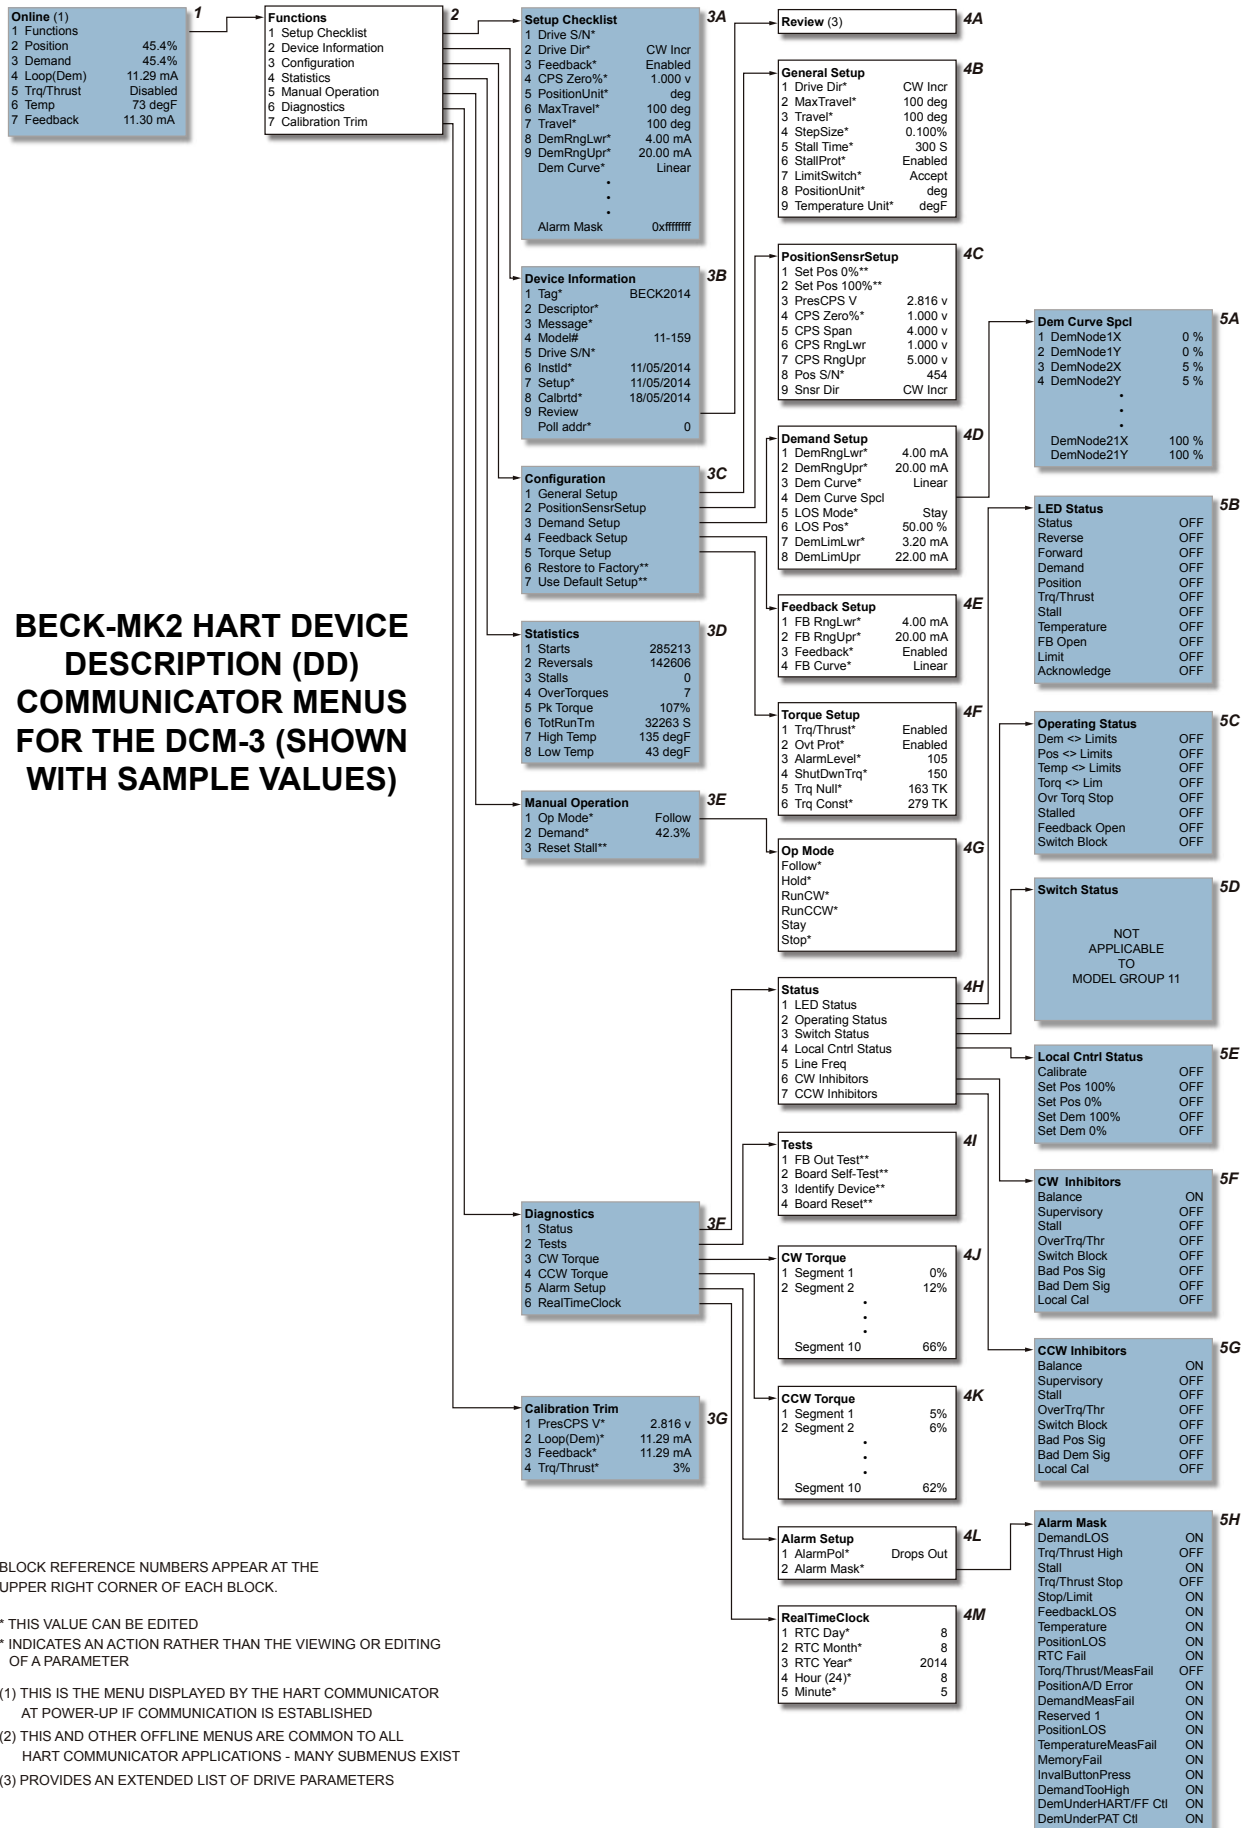 Online (1)
1 Functions
2 Position 45.4%
3 Demand 45.4%
4 Loop(Dem) 11.29 mA
5 Trq/Thrust Disabled
6 Temp 73 degF
7 Feedback 11.30 mA
1
Functions
1 Setup Checklist
2 Device Information
3 Configuration
4 Statistics
5 Manual Operation
6 Diagnostics
7 Calibration Trim
2
Setup Checklist
1 Drive S/N*
2 Drive Dir* CW Incr
3 Feedback* Enabled
4 CPS Zero%* 1.000 v
5 PositionUnit* deg
6 MaxTravel* 100 deg
7 Travel* 100 deg
8 DemRngLwr* 4.00 mA
9 DemRngUpr* 20.00 mA
Dem Curve* Linear
•
•
•
Alarm Mask 0xffffffff
3A
Device Information
1 Tag* BECK2014
2 Descriptor*
3 Message*
4 Model# 11-159
5 Drive S/N*
6 Instld* 11/05/2014
7 Setup* 11/05/2014
8 Calbrtd* 18/05/2014
9 Review
Poll addr* 0
3B
Configuration
1 General Setup
2 PositionSensrSetup
3 Demand Setup
4 Feedback Setup
5 Torque Setup
6 Restore to Factory**
7 Use Default Setup**
3C
Statistics
1 Starts 285213
2 Reversals 142606
3 Stalls 0
4 OverTorques 7
5 Pk Torque 107%
6 TotRunTm 32263 S
7 High Temp 135 degF
8 Low Temp 43 degF
3D
Manual Operation
1 Op Mode* Follow
2 Demand* 42.3%
3 Reset Stall**
3E
Diagnostics
1 Status
2 Tests
3 CW Torque
4 CCW Torque
5 Alarm Setup
6 RealTimeClock
3F
Calibration Trim
1 PresCPS V* 2.816 v
2 Loop(Dem)* 11.29 mA
3 Feedback* 11.29 mA
4 Trq/Thrust* 3%
3G
Review (3)
4A
General Setup
1 Drive Dir* CW Incr
2 MaxTravel* 100 deg
3 Travel* 100 deg
4 StepSize* 0.100%
5 Stall Time* 300 S
6 StallProt* Enabled
7 LimitSwitch* Accept
8 PositionUnit* deg
9 Temperature Unit* degF
4B
PositionSensrSetup
1 Set Pos 0%**
2 Set Pos 100%**
3 PresCPS V 2.816 v
4 CPS Zero%* 1.000 v
5 CPS Span 4.000 v
6 CPS RngLwr 1.000 v
7 CPS RngUpr 5.000 v
8 Pos S/N* 454
9 Snsr Dir CW Incr
4C
Demand Setup
1 DemRngLwr* 4.00 mA
2 DemRngUpr* 20.00 mA
3 Dem Curve* Linear
4 Dem Curve Spcl
5 LOS Mode* Stay
6 LOS Pos* 50.00 %
7 DemLimLwr* 3.20 mA
8 DemLimUpr 22.00 mA
4D
Feedback Setup
1 FB RngLwr* 4.00 mA
2 FB RngUpr* 20.00 mA
3 Feedback* Enabled
4 FB Curve* Linear
4E
Torque Setup
1 Trq/Thrust* Enabled
2 Ovt Prot* Enabled
3 AlarmLevel* 105
4 ShutDwnTrq* 150
5 Trq Null* 163 TK
6 Trq Const* 279 TK
4F
Op Mode
Follow*
Hold*
RunCW*
RunCCW*
Stay
Stop*
4G
Status
1 LED Status
2 Operating Status
3 Switch Status
4 Local Cntrl Status
5 Line Freq
6 CW Inhibitors
7 CCW Inhibitors
4H
Tests
1 FB Out Test**
2 Board Self-Test**
3 Identify Device**
4 Board Reset**
4I
CW Torque
1 Segment 1 0%
2 Segment 2 12%
•
•
•
Segment 10 66%
4J
CCW Torque
1 Segment 1 5%
2 Segment 2 6%
•
•
•
Segment 10 62%
4K
Alarm Setup
1 AlarmPol* Drops Out
2 Alarm Mask*
4L
RealTimeClock
1 RTC Day* 8
2 RTC Month* 8
3 RTC Year* 2014
4 Hour (24)* 8
5 Minute* 5
4M
Dem Curve Spcl
1 DemNode1X 0 %
2 DemNode1Y 0 %
3 DemNode2X 5 %
4 DemNode2Y 5 %
•
•
•
DemNode21X 100 %
DemNode21Y 100 %
5A
LED Status
Status OFF
Reverse OFF
Forward OFF
Demand OFF
Position OFF
Trq/Thrust OFF
Stall OFF
Temperature OFF
FB Open OFF
Limit OFF
Acknowledge OFF
5B
Operating Status
Dem <> Limits OFF
Pos <> Limits OFF
Temp <> Limits OFF
Torq <> Lim OFF
Ovr Torq Stop OFF
Stalled OFF
Feedback Open OFF
Switch Block OFF
5C
Switch Status
NOT
APPLICABLE
TO
MODEL GROUP 11
5D
Local Cntrl Status
Calibrate OFF
Set Pos 100% OFF
Set Pos 0% OFF
Set Dem 100% OFF
Set Dem 0% OFF
5E
CW Inhibitors
Balance ON
Supervisory OFF
Stall OFF
OverTrq/Thr OFF
Switch Block OFF
Bad Pos Sig OFF
Bad Dem Sig OFF
Local Cal OFF
5F
CCW Inhibitors
Balance ON
Supervisory OFF
Stall OFF
OverTrq/Thr OFF
Switch Block OFF
Bad Pos Sig OFF
Bad Dem Sig OFF
Local Cal OFF
5G
Alarm Mask
DemandLOS ON
Trq/Thrust High OFF
Stall ON
Trq/Thrust Stop OFF
Stop/Limit ON
FeedbackLOS ON
Temperature ON
PositionLOS ON
RTC Fail ON
Torq/Thrust/MeasFail OFF
PositionA/D Error ON
DemandMeasFail ON
Reserved 1 ON
PositionLOS ON
TemperatureMeasFail ON
MemoryFail ON
InvalButtonPress ON
DemandTooHigh ON
DemUnderHART/FF Ctl ON
DemUnderPAT Ctl ON
5H
BECK-MK2 HART DEVICE
DESCRIPTION (DD)
COMMUNICATOR MENUS
FOR THE DCM-3 (SHOWN
WITH SAMPLE VALUES)
BLOCK REFERENCE NUMBERS APPEAR AT THE
UPPER RIGHT CORNER OF EACH BLOCK.
* THIS VALUE CAN BE EDITED
* INDICATES AN ACTION RATHER THAN THE VIEWING OR EDITING
OF A PARAMETER
(1) THIS IS THE MENU DISPLAYED BY THE HART COMMUNICATOR
AT POWER-UP IF COMMUNICATION IS ESTABLISHED
(2) THIS AND OTHER OFFLINE MENUS ARE COMMON TO ALL
HART COMMUNICATOR APPLICATIONS - MANY SUBMENUS EXIST
(3) PROVIDES AN EXTENDED LIST OF DRIVE PARAMETERS